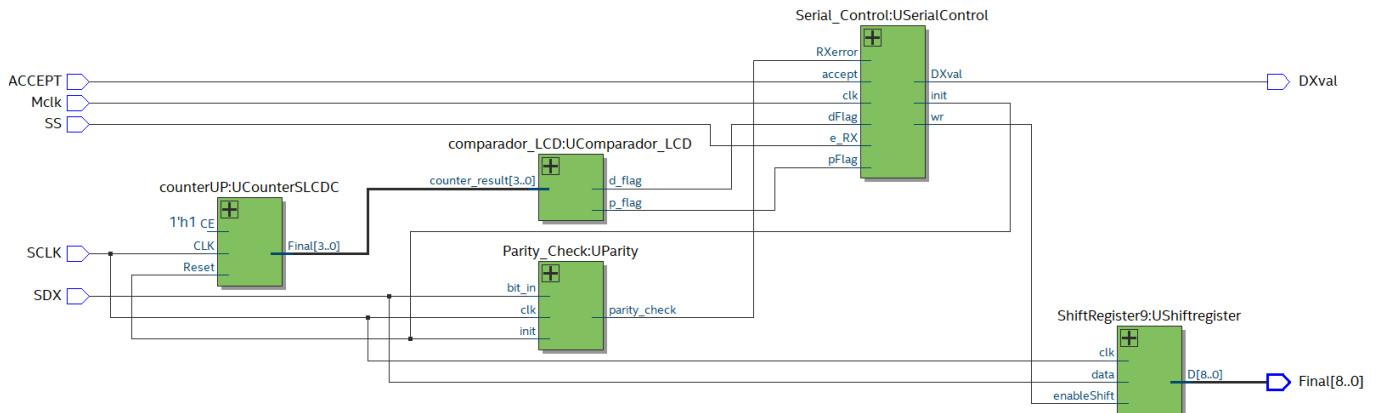 Serial_Control:USerialControl
RXerror
ACCEPT
accept
DXval
DXval
Mclk
clk
init
SS
dFlag
wr
e_RX
pFlag
comparador_LCD:UComparador_LCD
counter_result[3..0]
d_flag
p_flag
counterUP:UCounterSLCDC
1'h1 CE
SCLK
CLK
Final[3..0]
Reset
Parity_Check:UParity
SDX
bit_in
clk
parity_check
init
ShiftRegister9:UShiftregister
clk
data
D[8..0]
Final[8..0]
enableShift